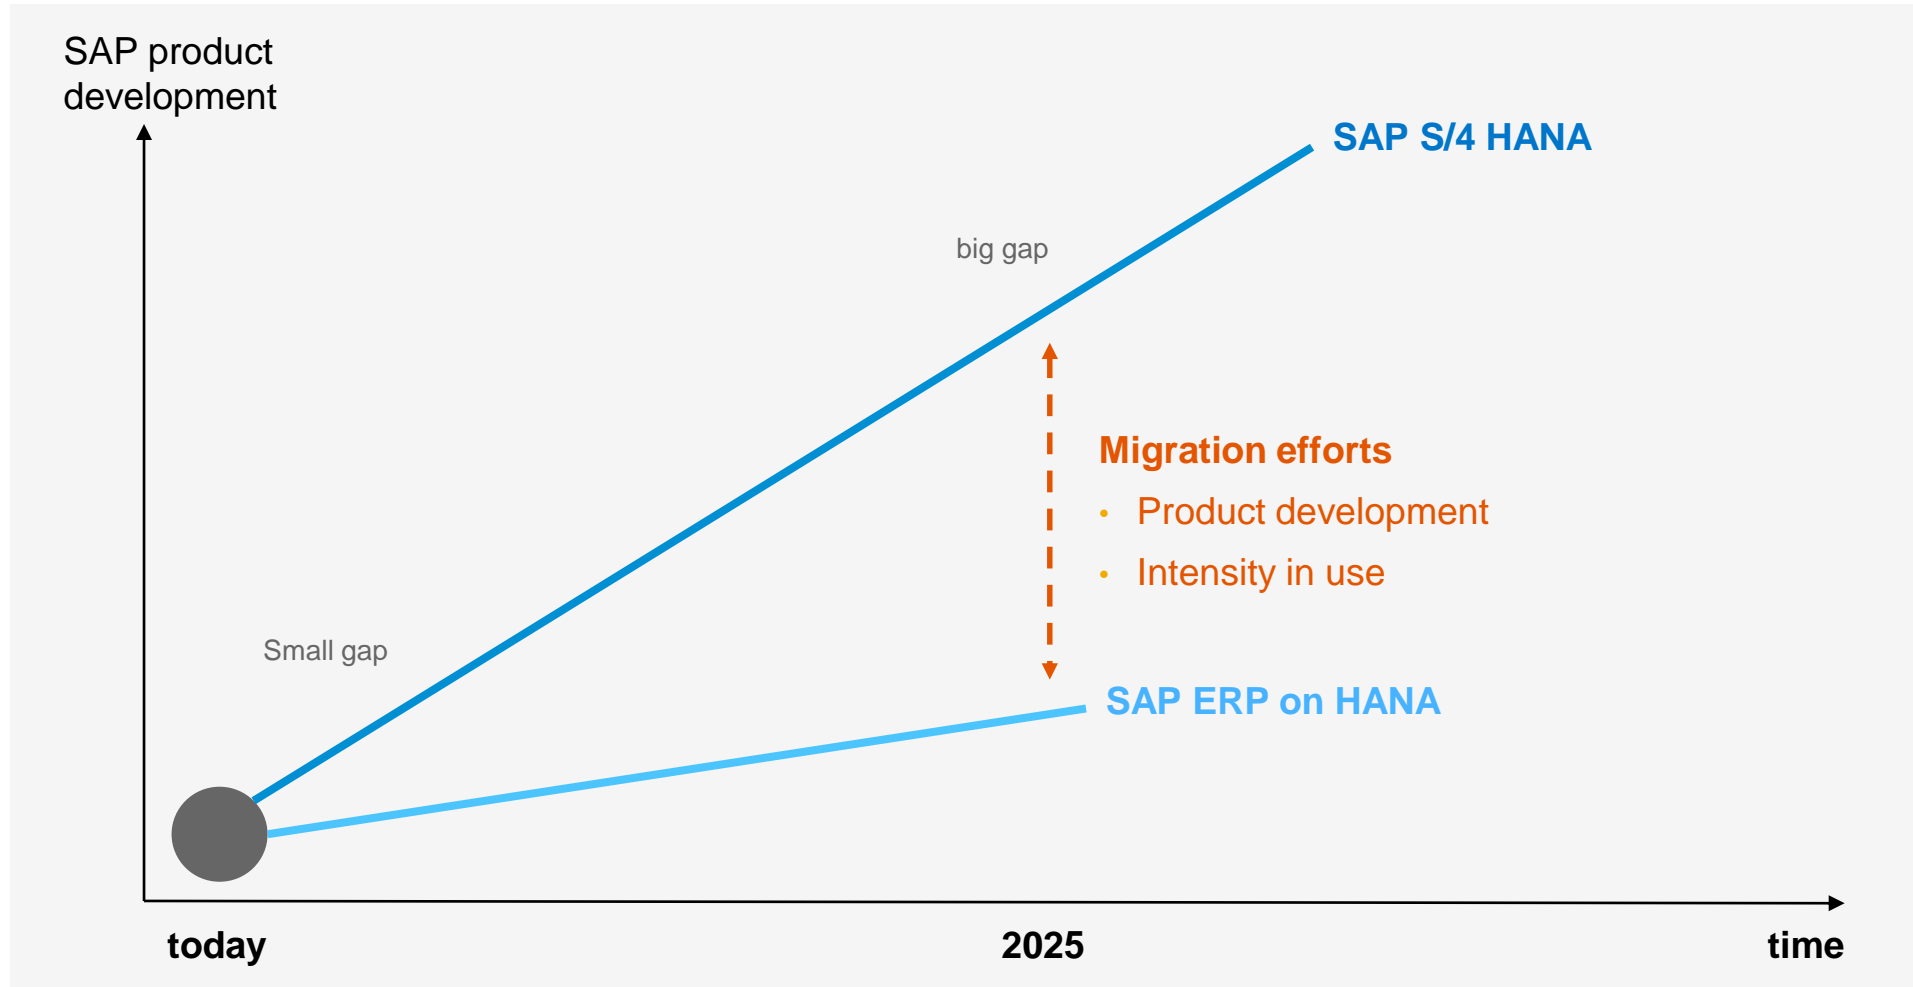 SAP product
development
SAP S/4 HANA
big gap
Migration efforts
• Product development
• Intensity in use
Small gap
SAP ERP on HANA
today
2025
time